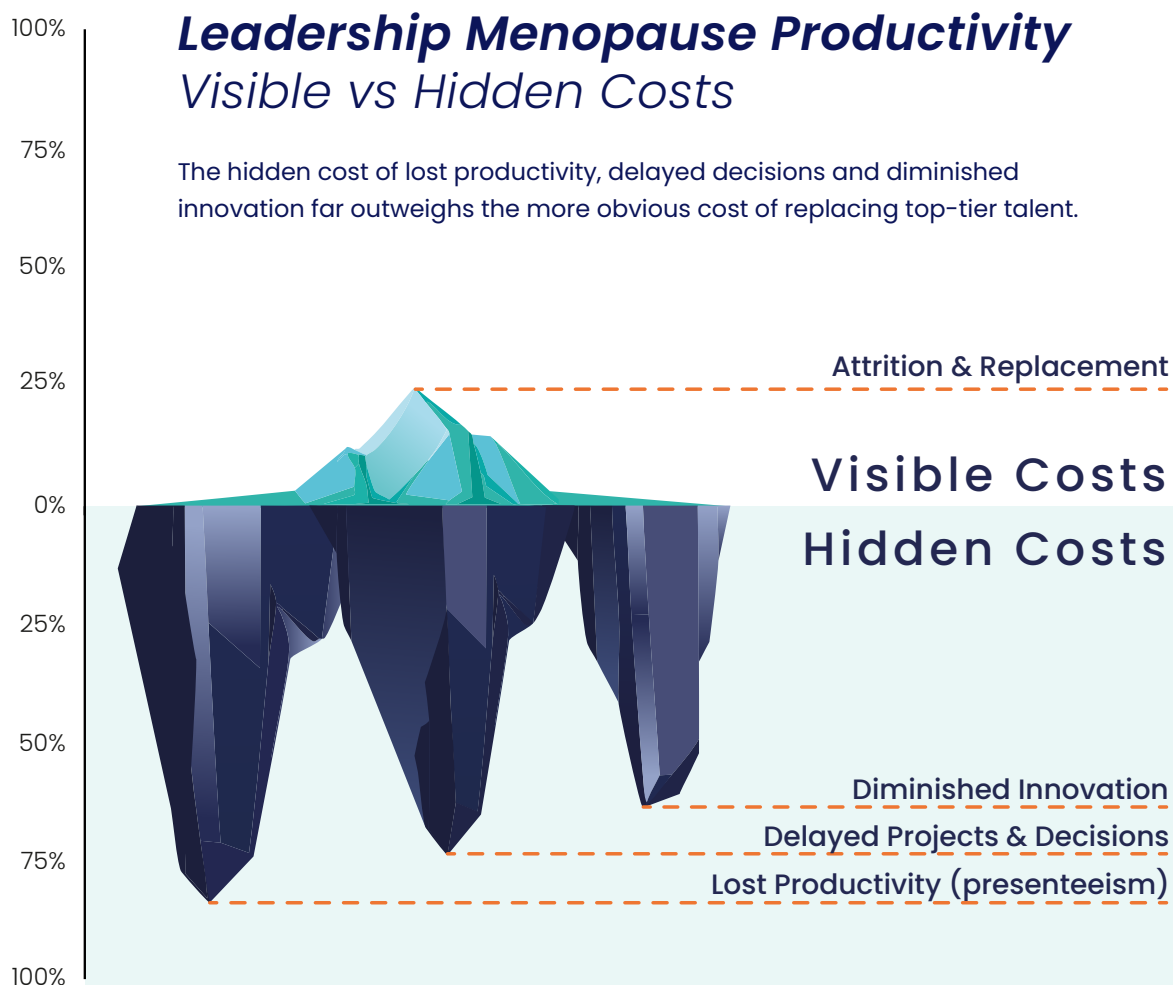 Leadership Menopause Productivity
Visible vs Hidden Costs
The hidden cost of lost productivity, delayed decisions and diminished
innovation far outweighs the more obvious cost of replacing top-tier talent.
100%
75%
50%
25%
0%
25%
50%
75%
100%
Attrition & Replacement
Visible Costs
Hidden Costs
Diminished Innovation
Delayed Projects & Decisions
Lost Productivity (presenteeism)